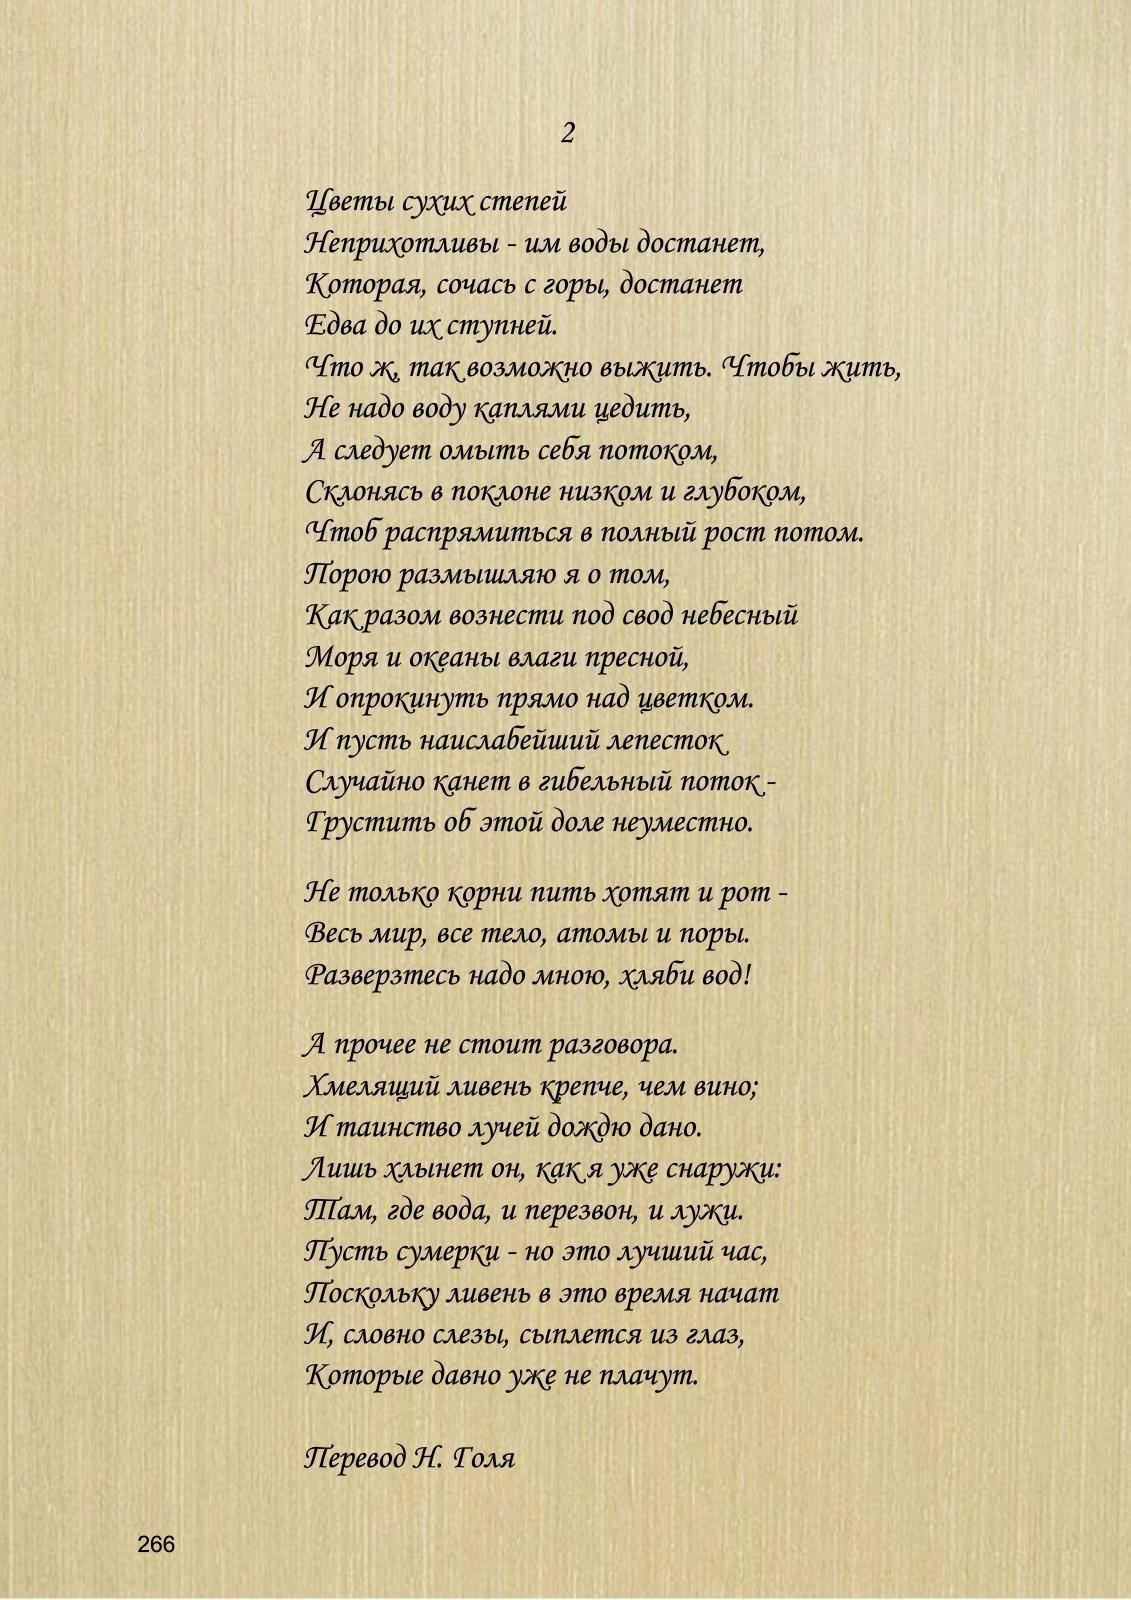 2
Цветы сухих степей
Неприхотливы - им воды достанет,
Которая, сочась с горы, достанет
Едва до их ступней.
Что ж, так возможно выжить. Чтобы жить,
Не надо воду каплями цедить,
А следует омыть себя потоком,
Склонясь в поклоне низком и глубоком,
Чтоб распрямиться в полный рост потом.
Порою размышляю я о том,
Как разом вознести под свод небесный
Моря и океаны влаги пресной,
И опрокинуть прямо над цветком.
И пусть наислабейший лепесток
Случайно канет в гибельный поток -
Грустить об этой доле неуместно.
Не только корни пить хотят и рот -
Весь мир, все тело, атомы и поры.
Разверзтесь надо мною, хляби вод!
А прочее не стоит разговора.
Хмелящий ливень крепче, чем вино;
И таинство лучей дождю дано.
Лишь хлынет он, как я уже снаружи:
Там, где вода, и перезвон, и лужи.
Пусть сумерки - но это лучший час,
Поскольку ливень в это время начат
И, словно слезы, сыплется из глаз,
Которые давно уже не плачут.
Перевод Н. Голя
266